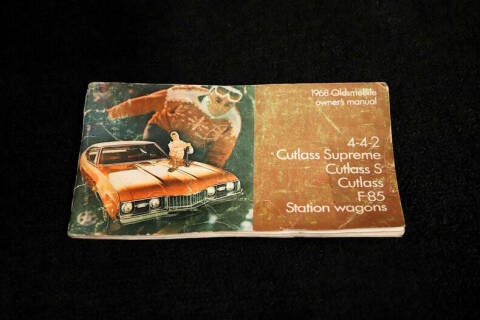 1968 Oldsmobile
owner's manual
4-4-2
Cutlass Supreme
Cutlass S
Cutlass
F-85
Station wagons